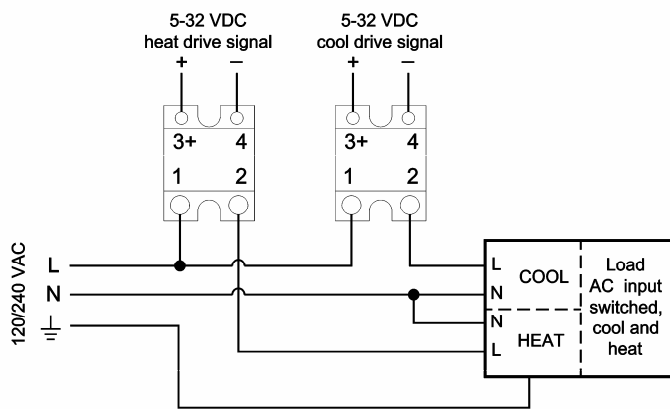 5-32 VDC
heat drive signal
+ –
5-32 VDC
cool drive signal
+ –
3+ 4
1 2
3+ 4
1 2
120/240 VAC
L
N
L
N
COOL
N
L
HEAT
Load
AC input
switched,
cool and
heat